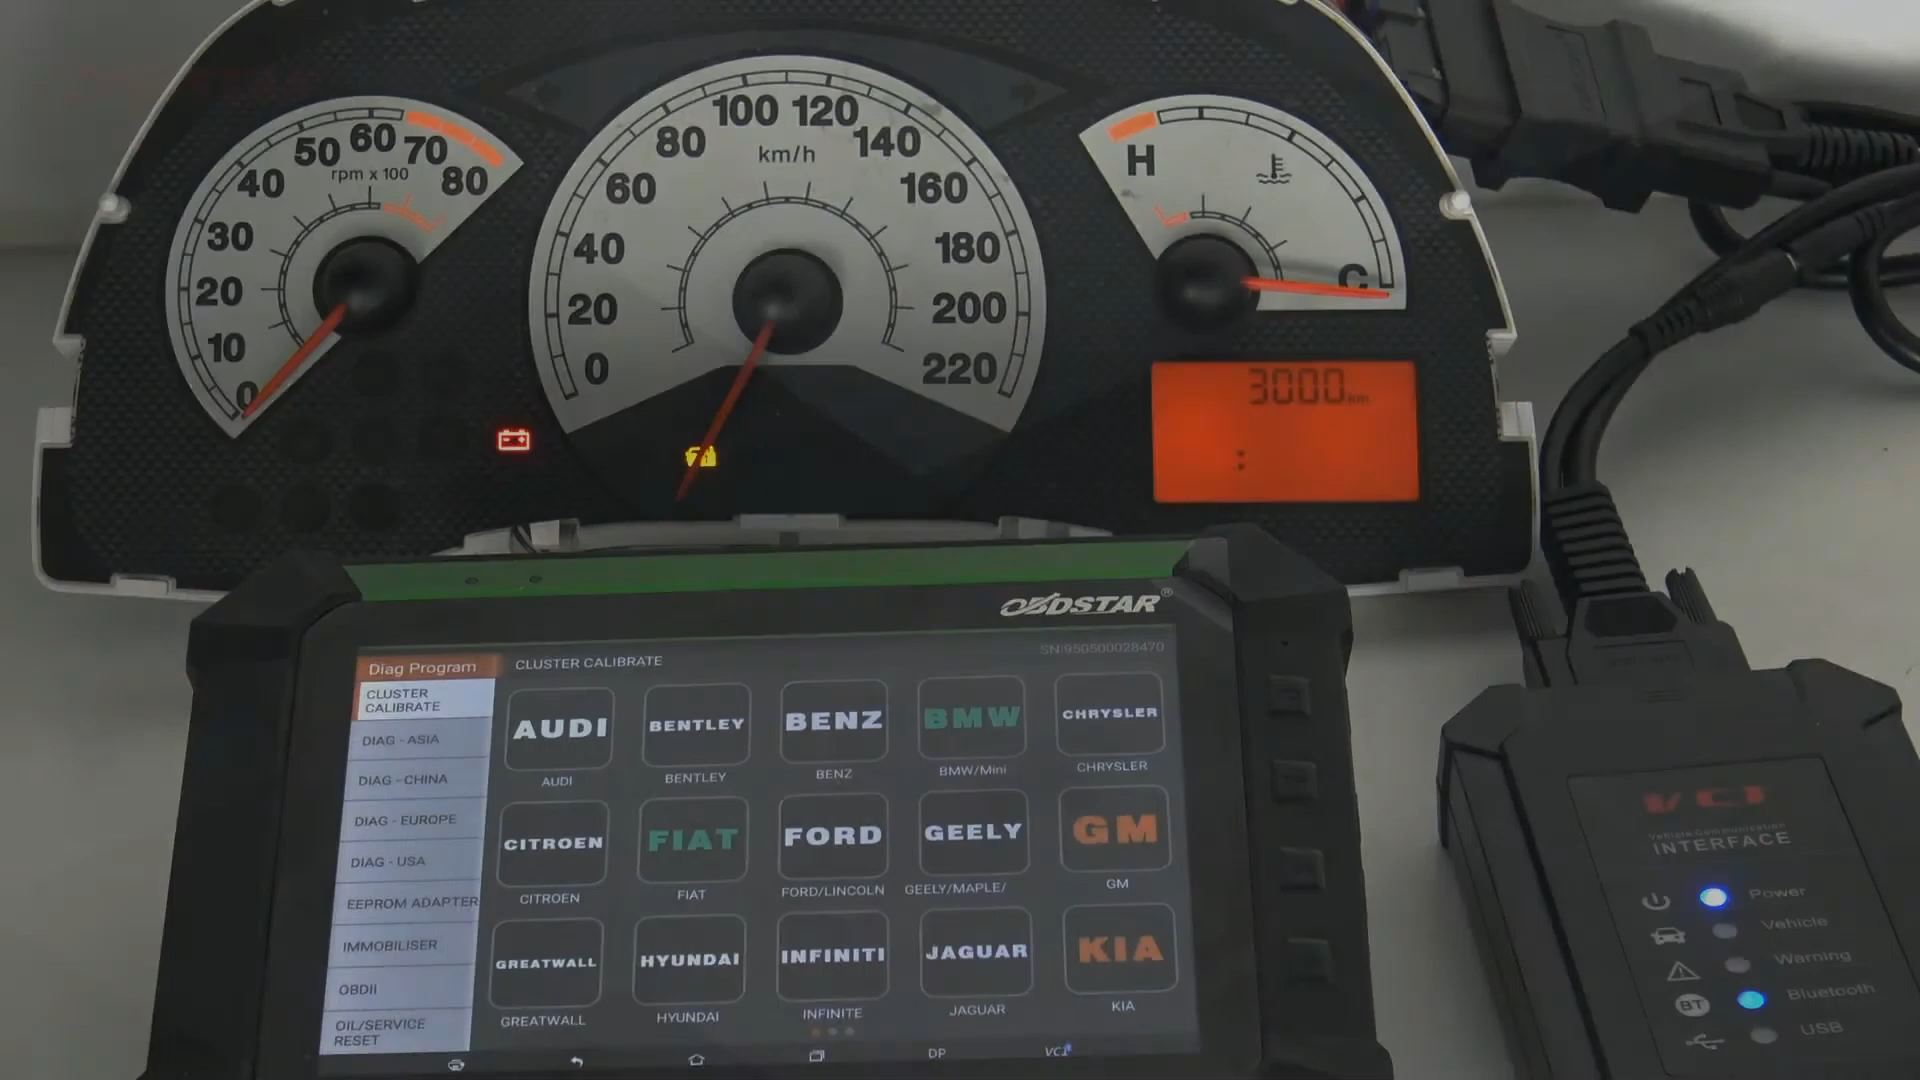 50 60 70
40 rpm x 100 80
30
20
10
0
100 120
80 km/h 140
60 160
40 180
20 200
0 220
H
C
3000 km
:
OBDSTAR®
SN:950500028470
Diag Program CLUSTER CALIBRATE
CLUSTER
CALIBRATE
DIAG - ASIA
DIAG - CHINA
DIAG - EUROPE
DIAG - USA
EEPROM ADAPTER
IMMOBILISER
OBDII
OIL/SERVICE
RESET
AUDI BENTLEY BENZ BMW CHRYSLER
AUDI BENTLEY BENZ BMW/Mini CHRYSLER
CITROEN FIAT FORD GEELY GM
CITROEN FIAT FORD/LINCOLN GEELY/MAPLE/ GM
GREATWALL HYUNDAI INFINITI JAGUAR KIA
GREATWALL HYUNDAI INFINITE JAGUAR KIA
DP VCI
VCI
Vehicle Communication
INTERFACE
Power
Vehicle
Warning
BT Bluetooth
USB